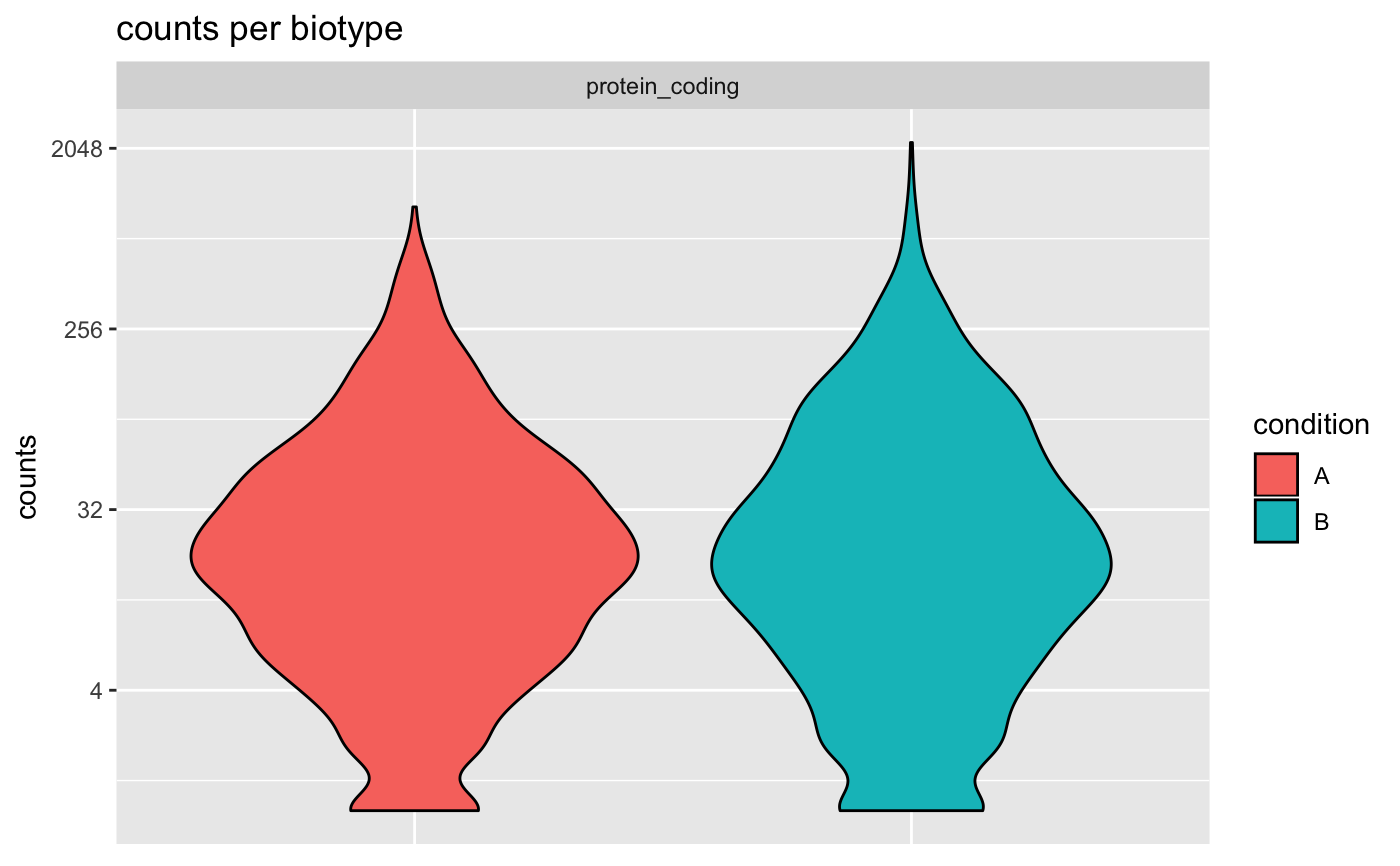 counts per biotype
protein_coding
2048
256
32
4
counts
condition
A
B